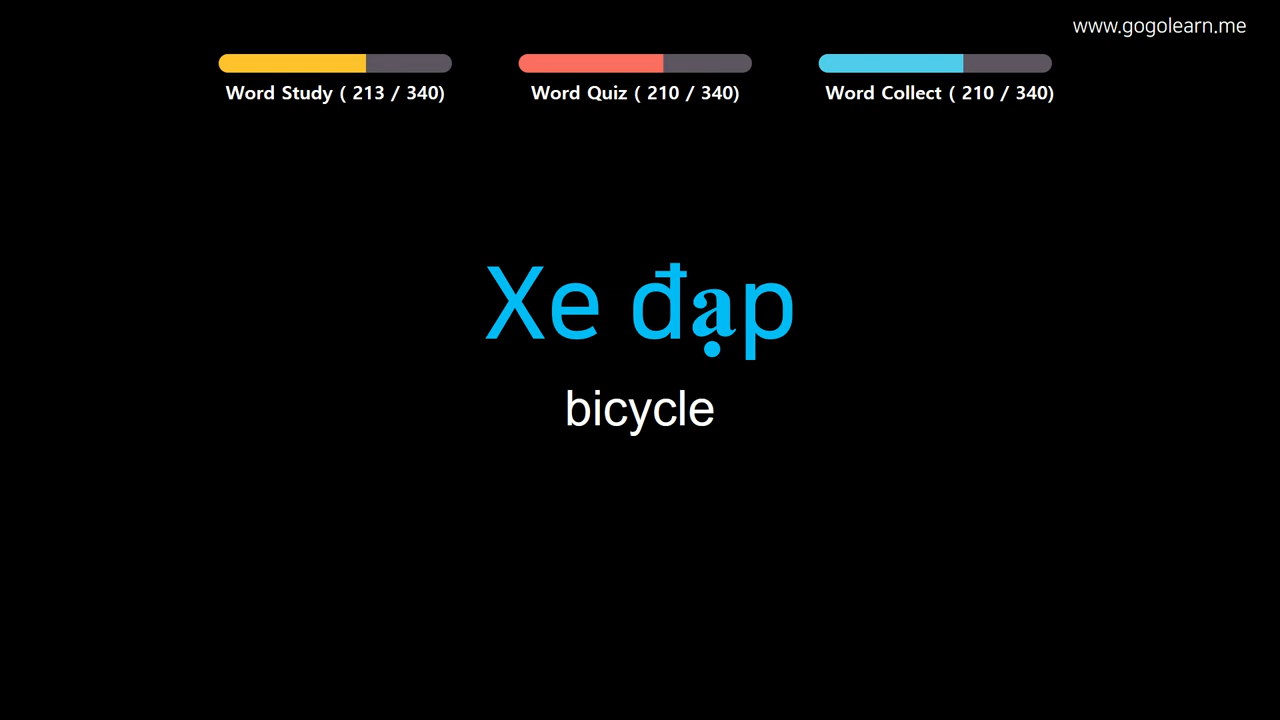 www.gogolearn.me
Word Study ( 213 / 340)
Word Quiz ( 210 / 340)
Word Collect ( 210 / 340)
Xe đạp
bicycle